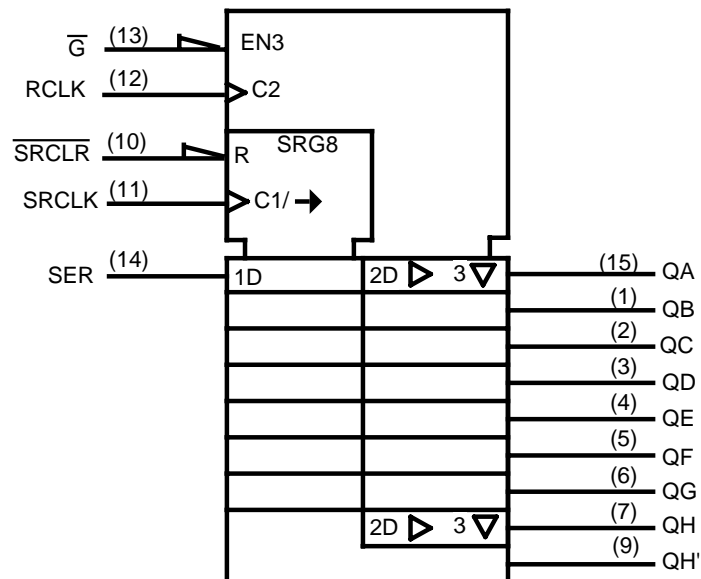 G̅ (13) EN3
RCLK (12) C2
S̅R̅C̅L̅R̅ (10) R SRG8
SRCLK (11) C1/ →
SER (14) 1D 2D ▷ 3 ▽ (15) QA
(1) QB
(2) QC
(3) QD
(4) QE
(5) QF
(6) QG
2D ▷ 3 ▽ (7) QH
(9) QH'